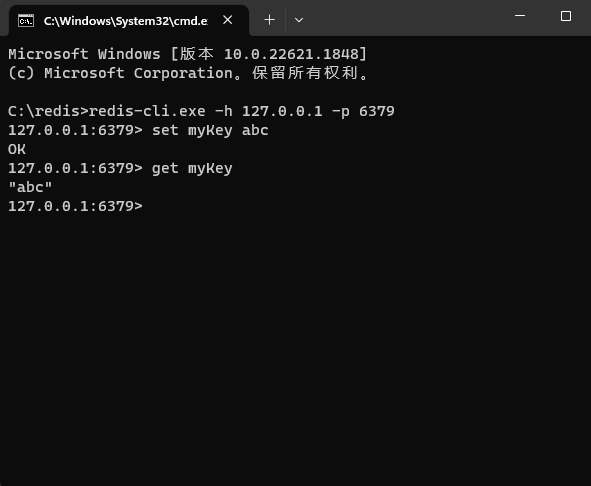 C:\Windows\System32\cmd.e
Microsoft Windows [版本 10.0.22621.1848]
(c) Microsoft Corporation。保留所有权利。
C:\redis>redis-cli.exe -h 127.0.0.1 -p 6379
127.0.0.1:6379> set myKey abc
OK
127.0.0.1:6379> get myKey
"abc"
127.0.0.1:6379>